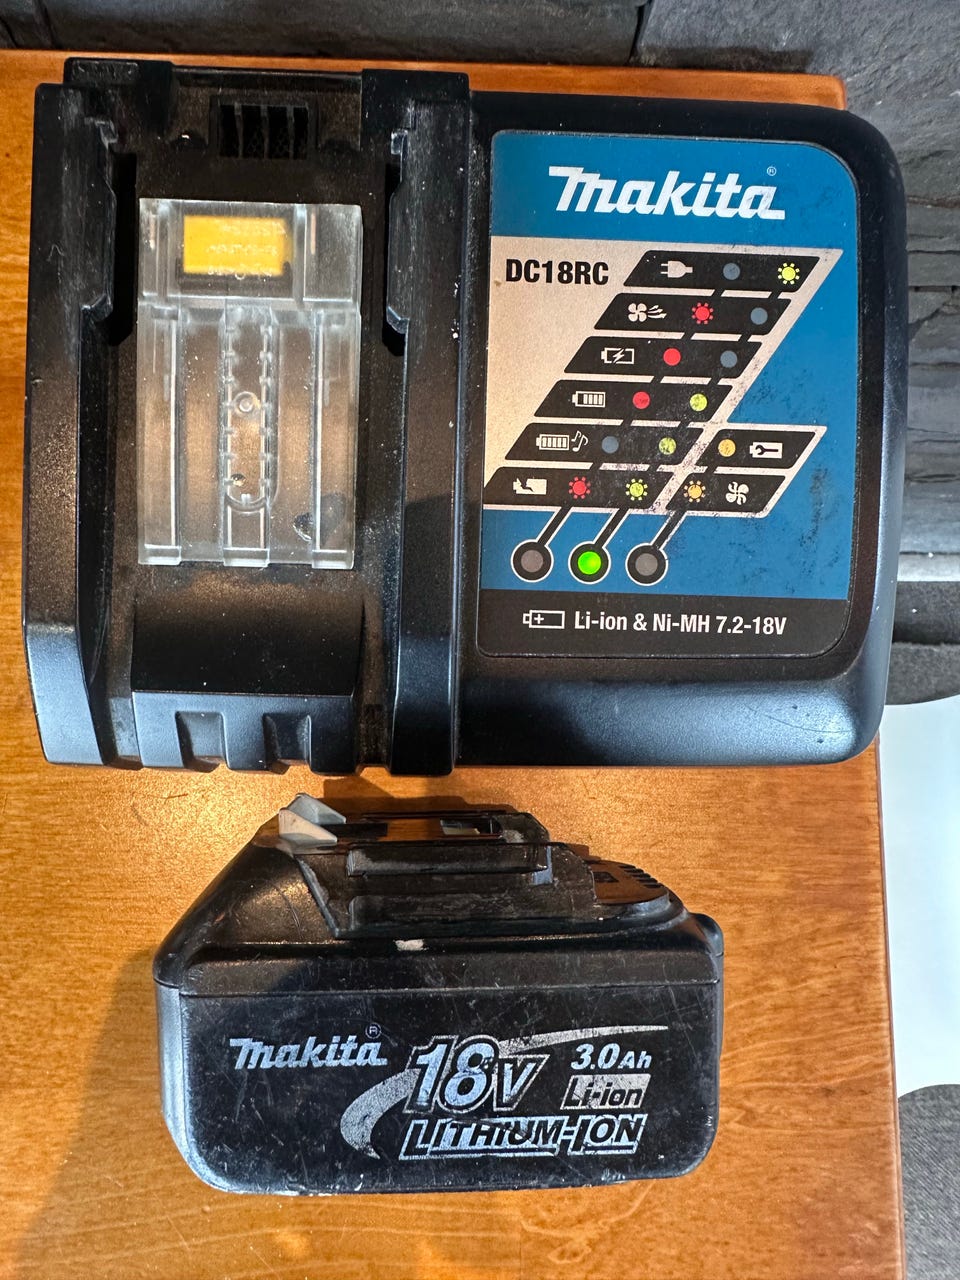 Makita®
DC18RC
Li-ion & Ni-MH 7.2-18V
Makita®
18V
3.0Ah
Li-ion
LITHIUM-ION